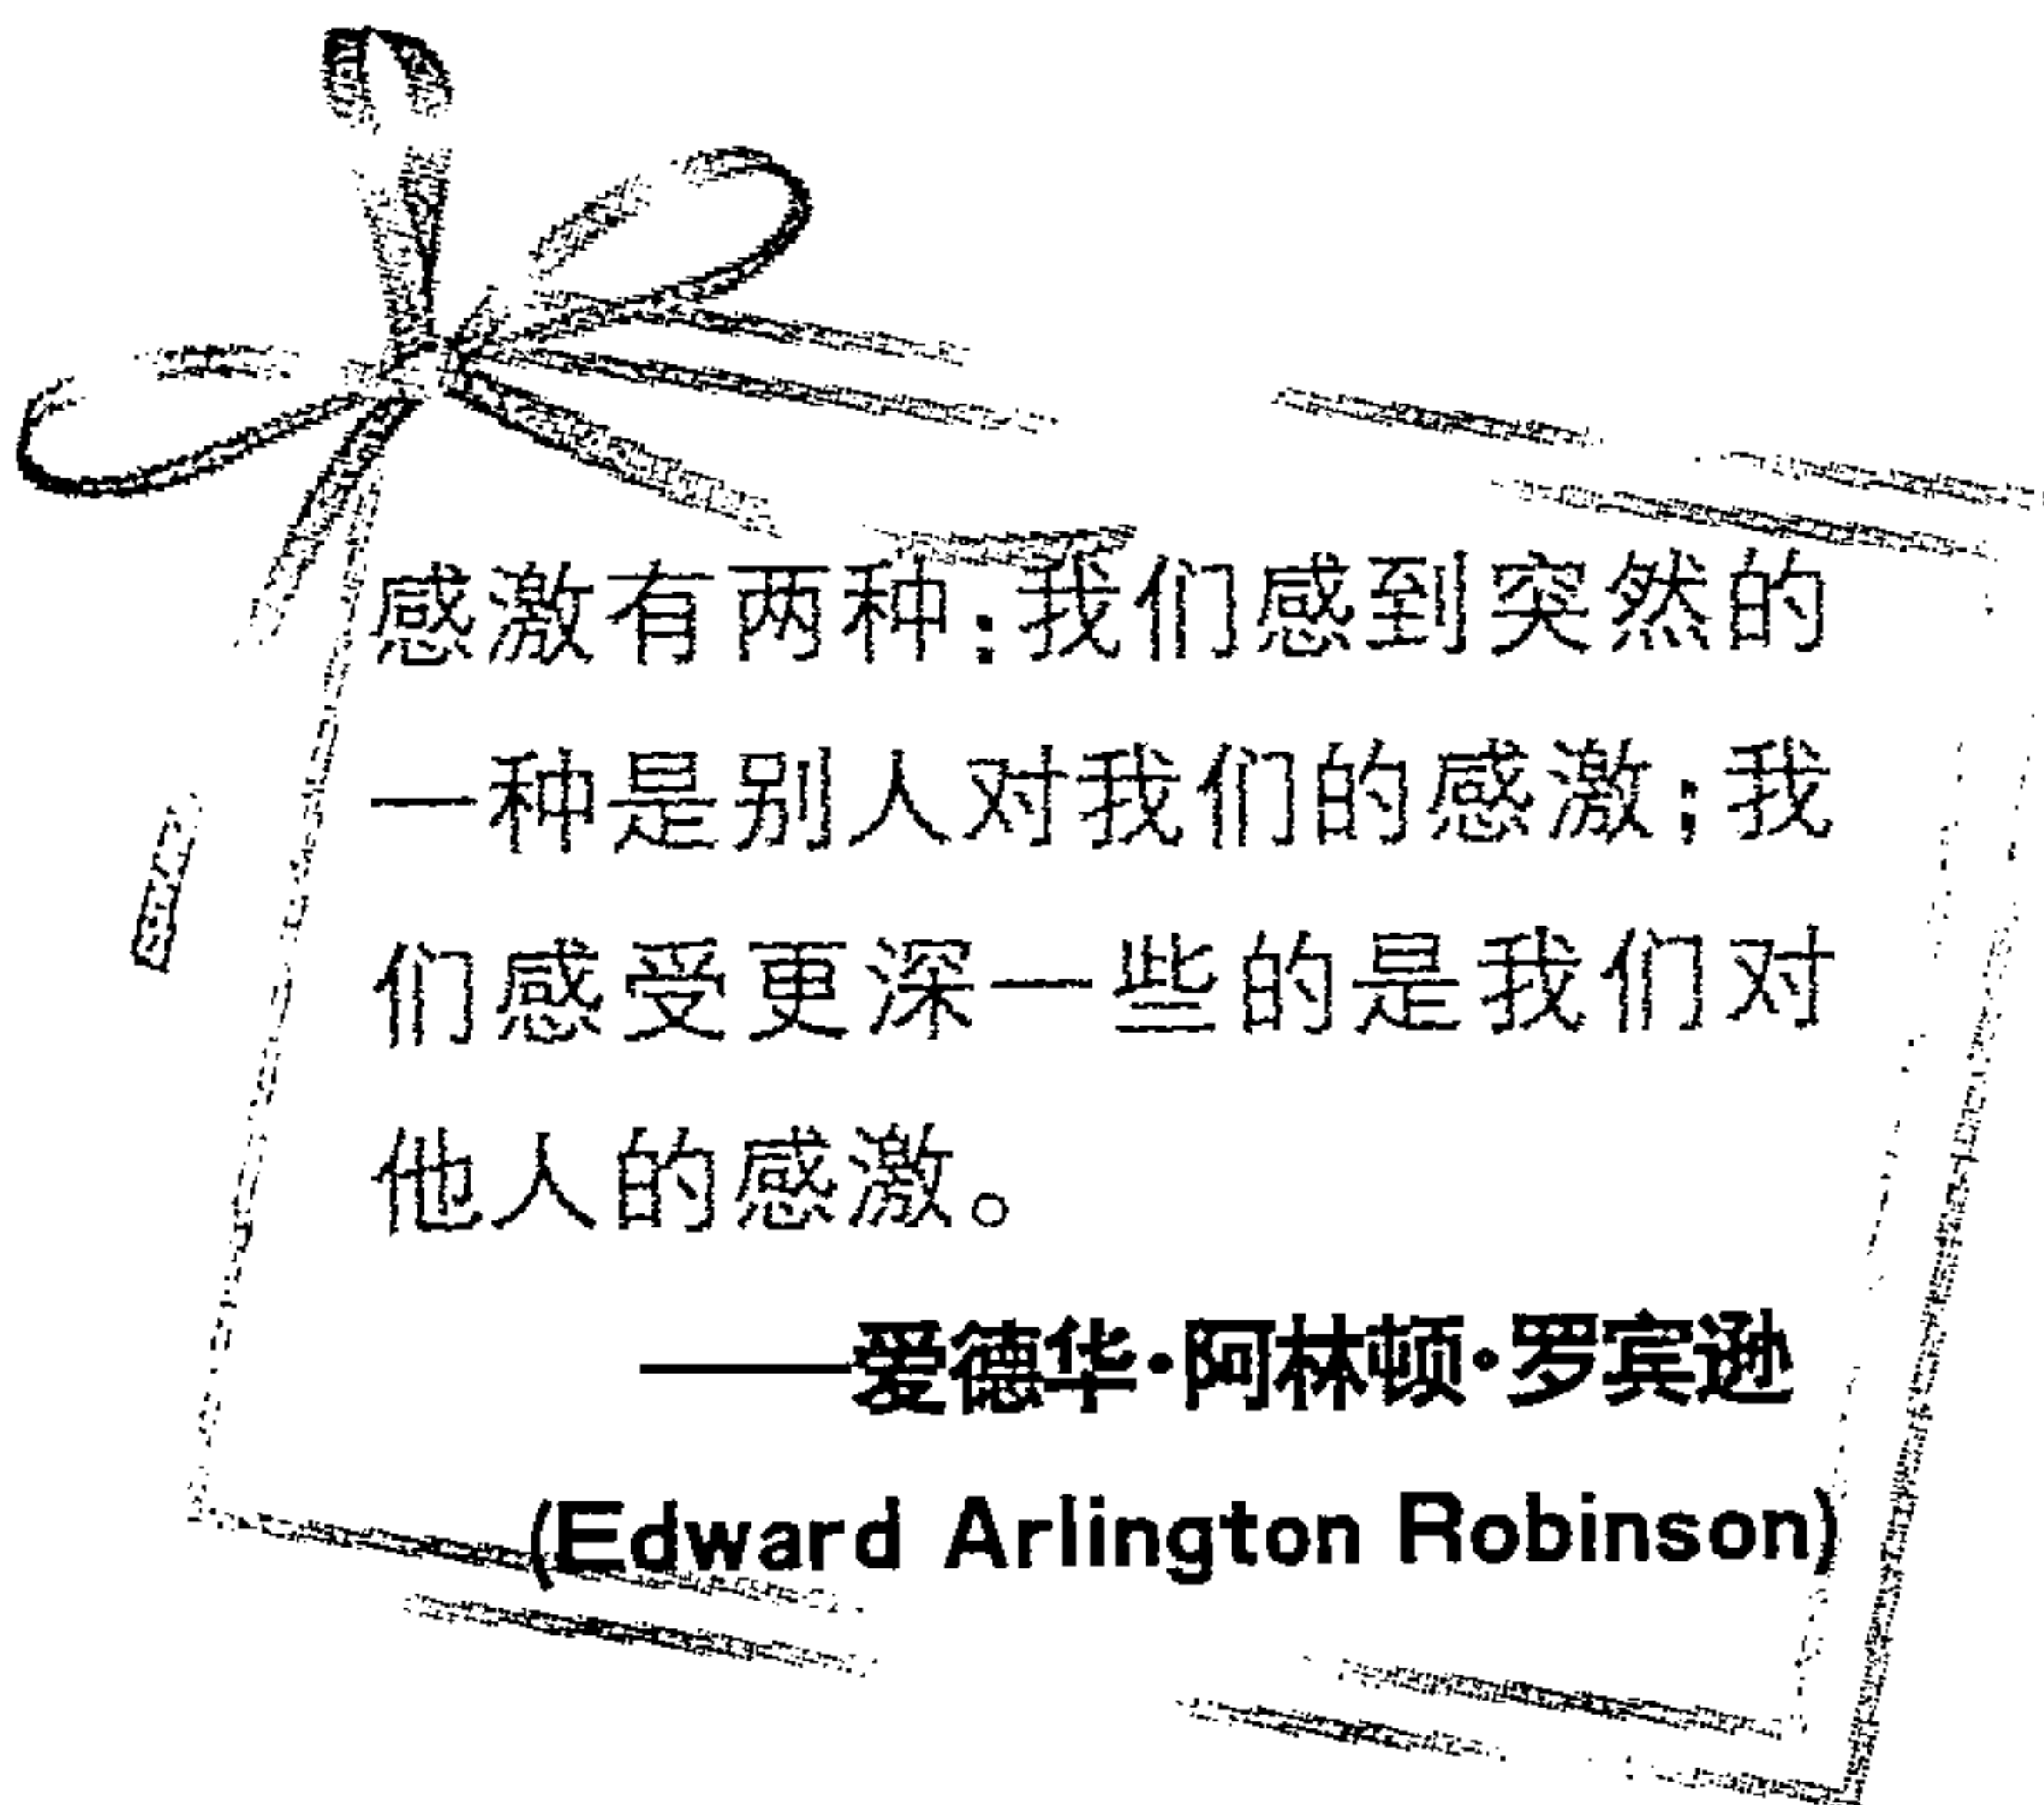 感激有两种：我们感到突然的
一种是别人对我们的感激；我
们感受更深一些的是我们对
他人的感激。
——爱德华·阿林顿·罗宾逊
(Edward Arlington Robinson)